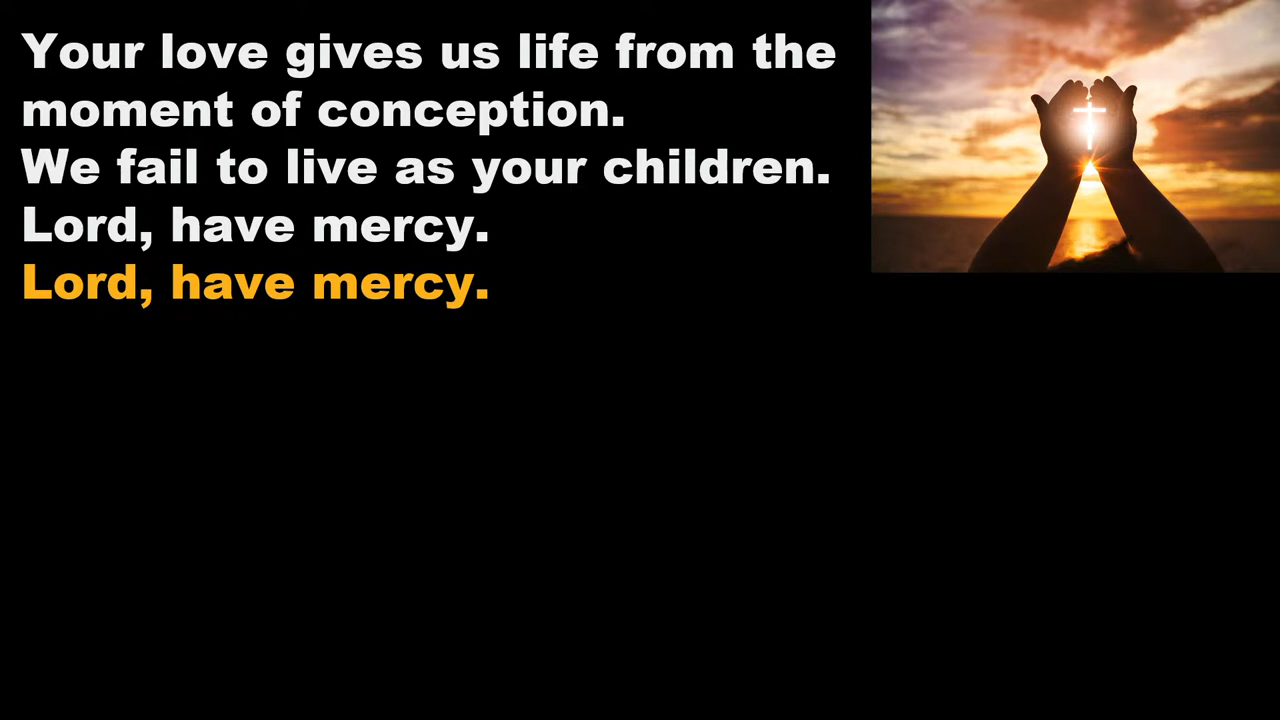 Your love gives us life from the
moment of conception.
We fail to live as your children.
Lord, have mercy.
Lord, have mercy.